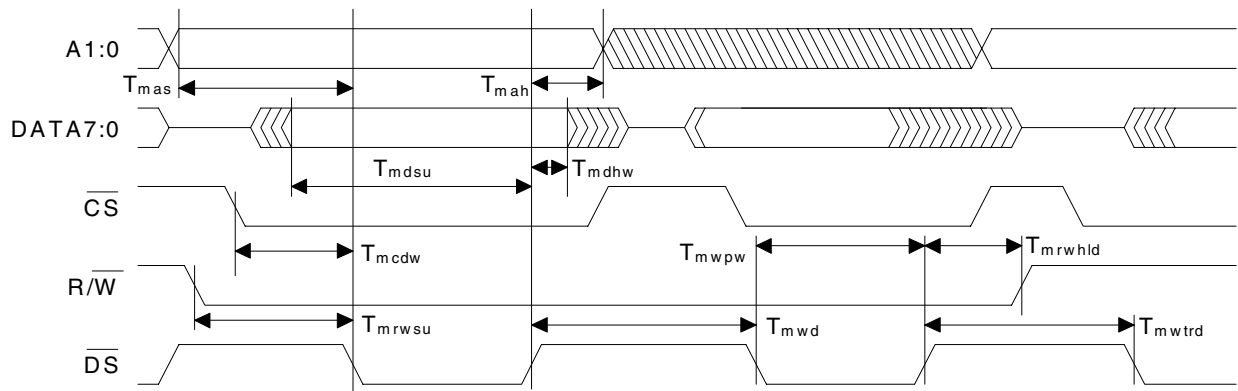 A1:0
Tmas
Tmah
DATA7:0
Tmdsu
Tmdhw
CS
Tmcdw
Tmwpw
Tmrwhld
R/W
Tmrwsu
Tmwd
Tmwtrd
DS